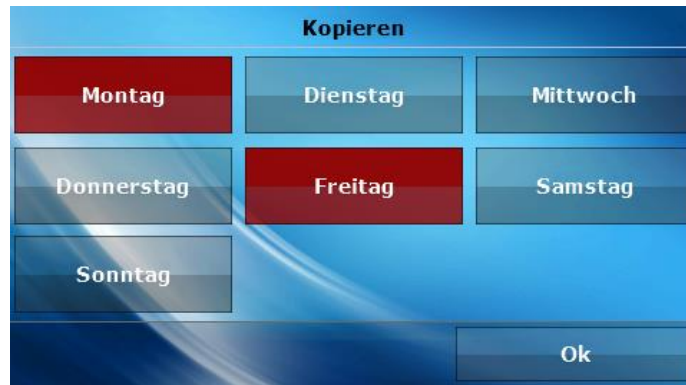 Kopieren
Montag Dienstag Mittwoch
Donnerstag Freitag Samstag
Sonntag
Ok